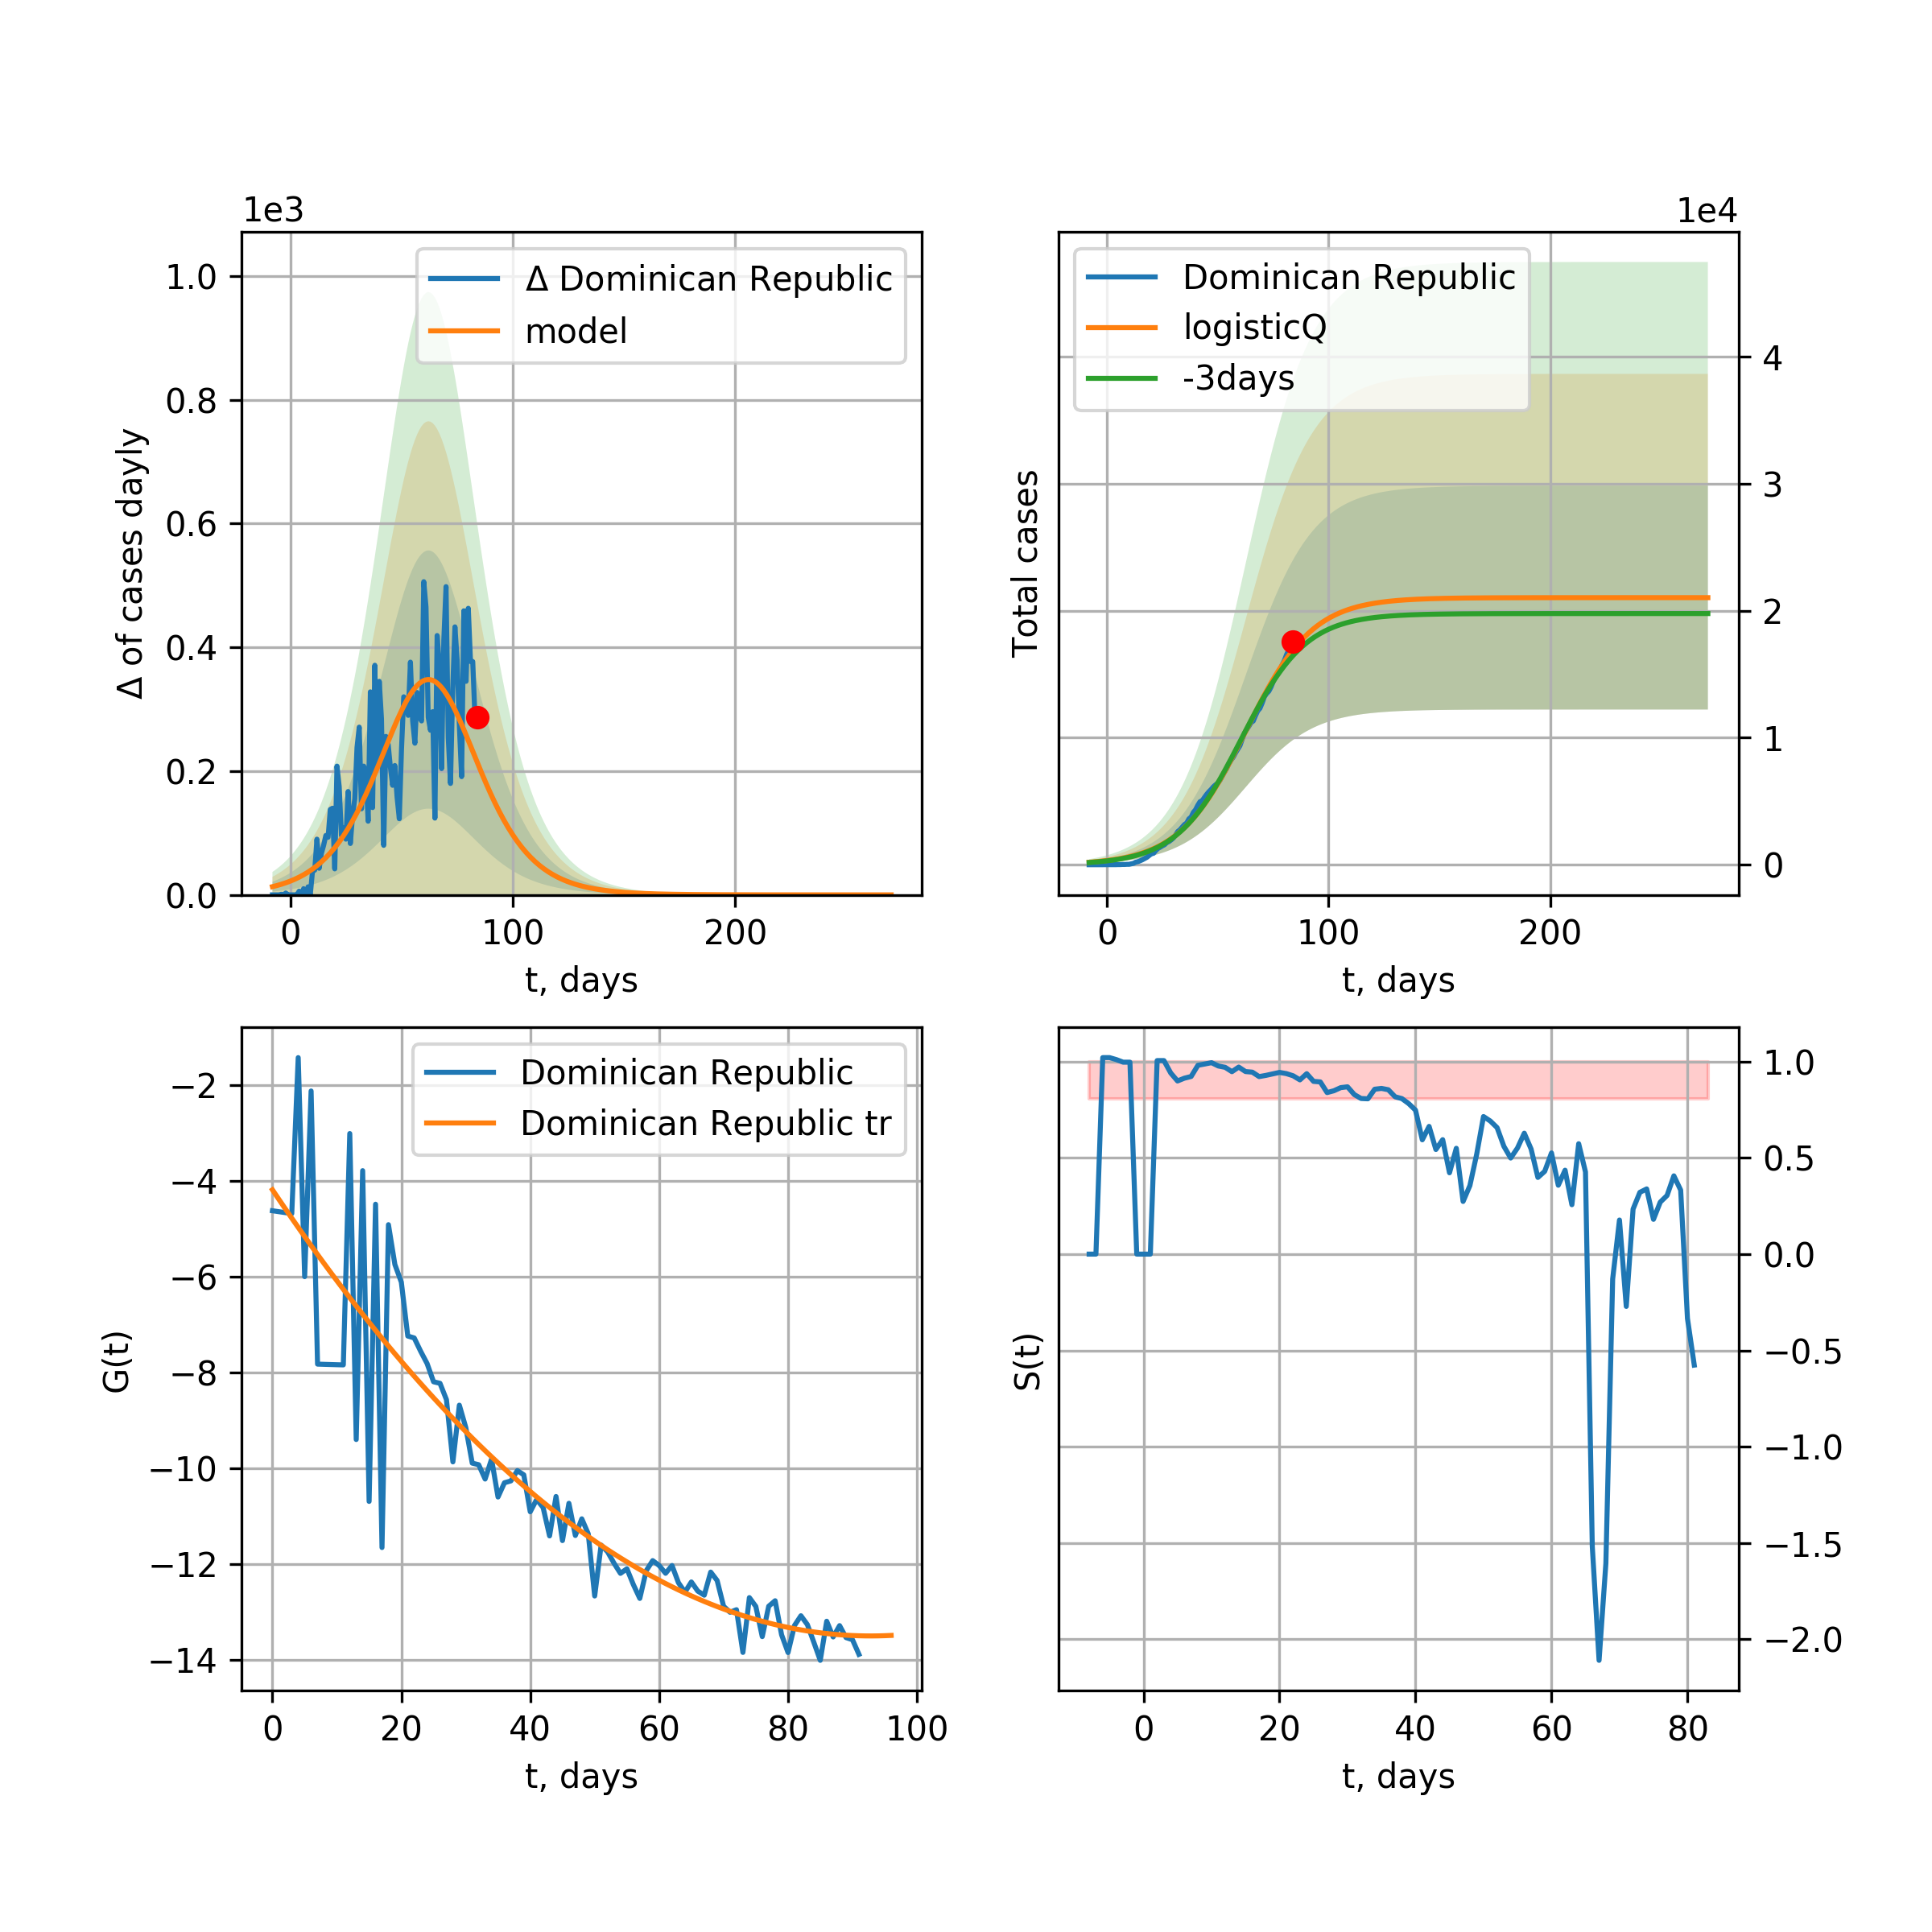 1e3
Δ Dominican Republic
model
1.0
0.8
0.6
0.4
0.2
0.0
Δ of cases dayly
0 100 200
t, days
1e4
Dominican Republic
logisticQ
-3days
4
3
2
1
0
Total cases
0 100 200
t, days
Dominican Republic
Dominican Republic tr
−2
−4
−6
−8
−10
−12
−14
G(t)
0 20 40 60 80 100
t, days
1.0
0.5
0.0
−0.5
−1.0
−1.5
−2.0
S(t)
0 20 40 60 80
t, days